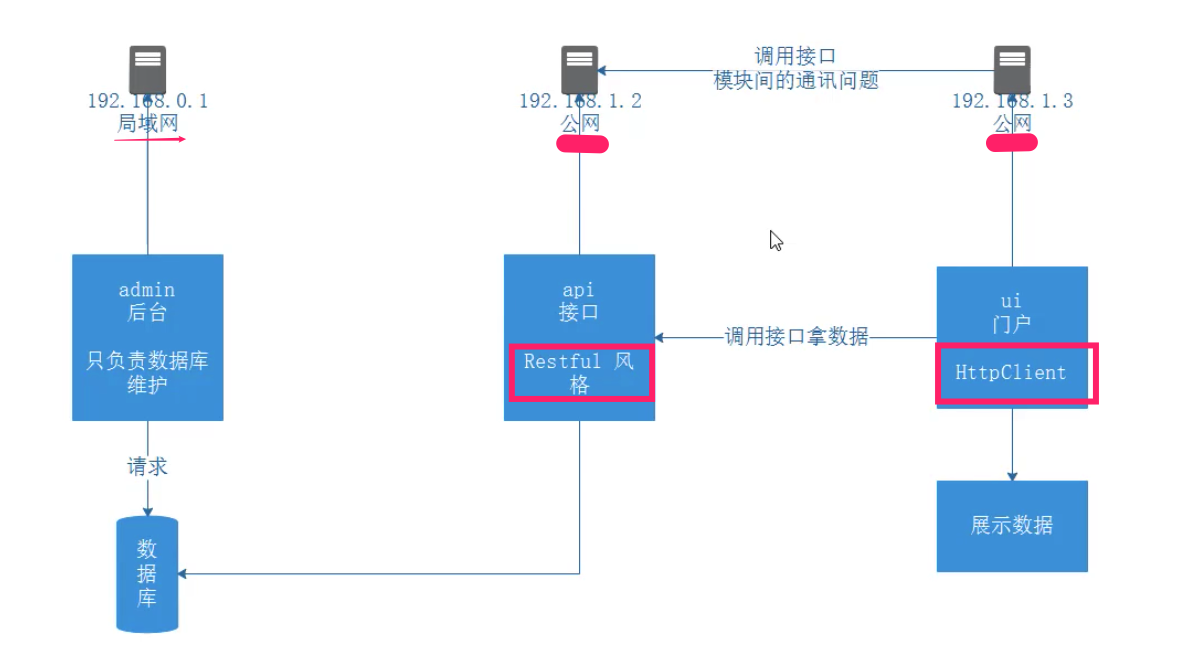 192.168.0.1
局域网
192.168.1.2
公网
调用接口
模块间的通讯问题
192.168.1.3
公网
admin
后台
只负责数据库
维护
api
接口
Restful 风
格
调用接口拿数据
ui
门户
HttpClient
请求
数
据
库
展示数据